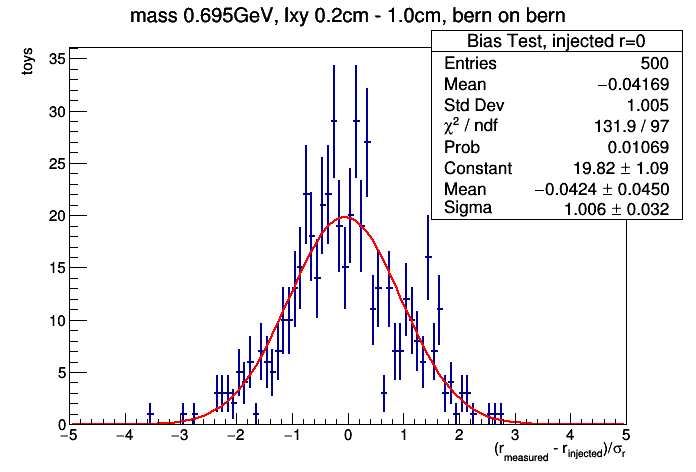 mass 0.695GeV, lxy 0.2cm - 1.0cm, bern on bern
toys
Bias Test, injected r=0
Entries 500
Mean −0.04169
Std Dev 1.005
χ² / ndf 131.9 / 97
Prob 0.01069
Constant 19.82 ± 1.09
Mean −0.0424 ± 0.0450
Sigma 1.006 ± 0.032
35
30
25
20
15
10
5
0
−5 −4 −3 −2 −1 0 1 2 3 4 5
(r_measured - r_injected)/σ_r